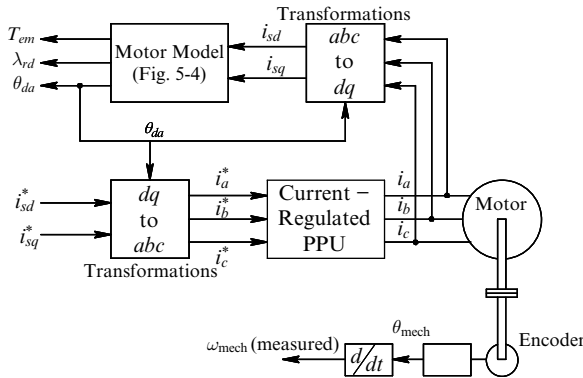 Transformations
T_em
λ_rd
θ_da
Motor Model
(Fig. 5-4)
i_sd
i_sq
abc
to
dq
θ_da
i*_sd
i*_sq
dq
to
abc
Transformations
i*_a
i*_b
i*_c
Current –
Regulated
PPU
i_a
i_b
i_c
Motor
Encoder
θ_mech
d/dt
ω_mech (measured)